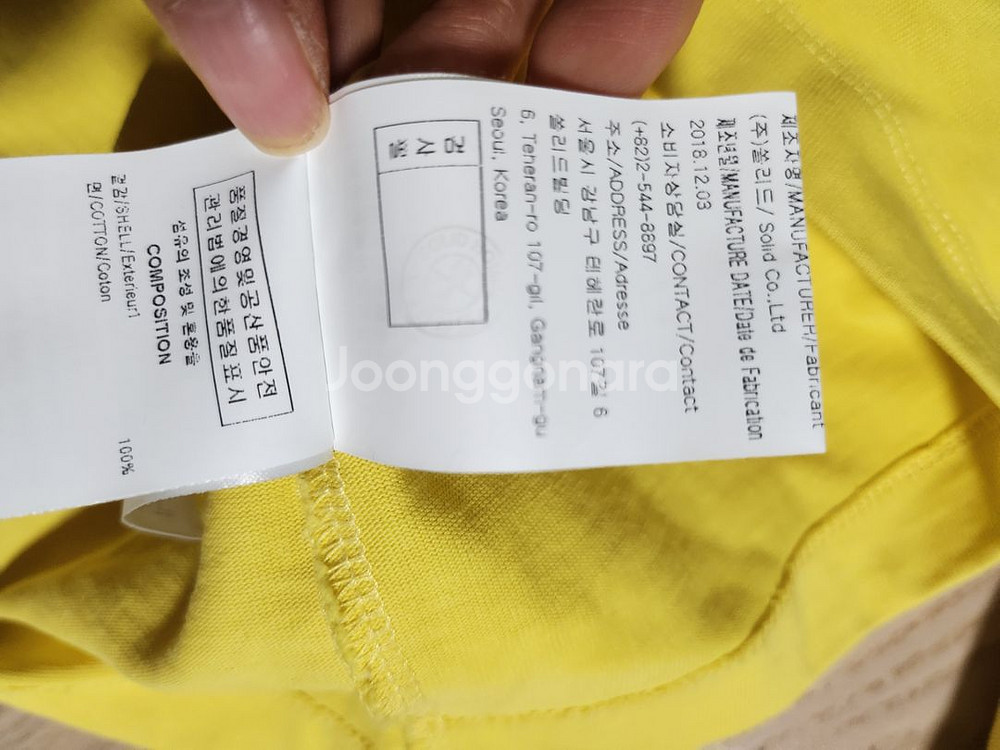 제조자명/MANUFACTURER/Fabricant
(주)쏠리드/ Solid Co.,Ltd
제조년월/MANUFACTURE DATE/Date de Fabrication
2018.12.03
소비자상담실/CONTACT/Contact
(+82)2-544-8897
주소/ADDRESS/Adresse
서울시 강남구 테헤란로 107길 6
쏠리드빌딩
6, Teheran-ro 107-gil, Gangnam-gu
Seoul, Korea
검사필
품질경영및공산품안전
관리법에의한품질표시
섬유의 조성 및 혼용율
COMPOSITION
겉감/SHELL/Exterieur1
면/COTTON/Coton 100%
Joonggonara